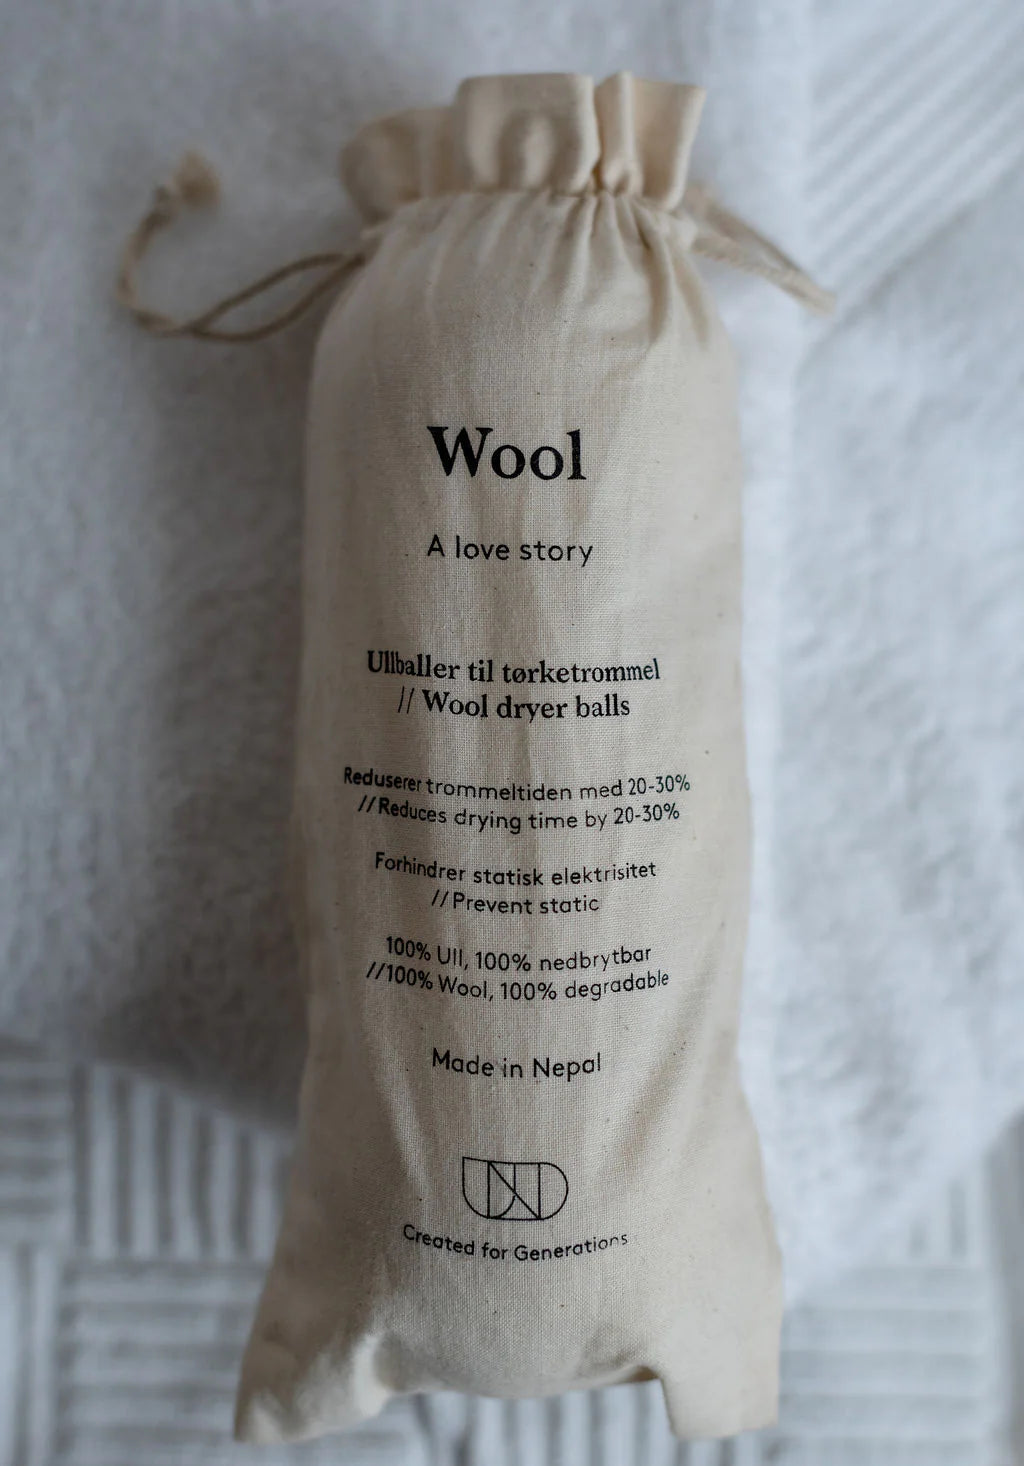 Wool
A love story
Ullballer til tørketrommel
// Wool dryer balls
Reduserer trommeltiden med 20-30%
//Reduces drying time by 20-30%
Forhindrer statisk elektrisitet
//Prevent static
100% Ull, 100% nedbrytbar
//100% Wool, 100% degradable
Made in Nepal
Created for Generations